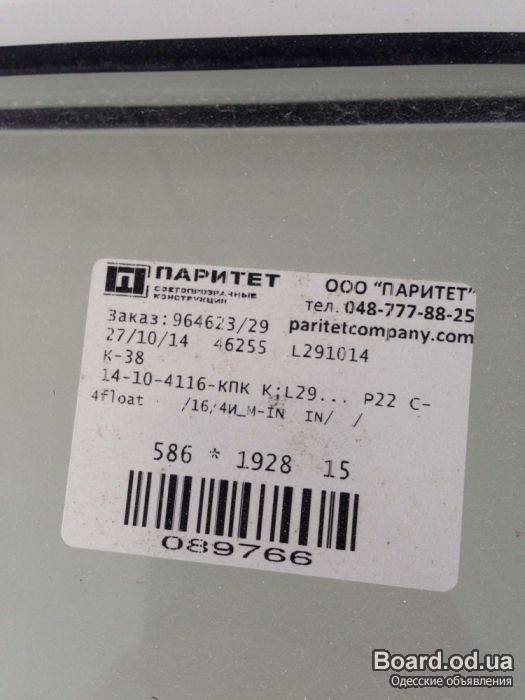 ПАРИТЕТ
СВЕТОПРОЗРАЧНЫЕ
КОНСТРУКЦИИ
ООО "ПАРИТЕТ"
тел. 048-777-88-25
paritetcompany.com
Заказ:964623/29
27/10/14 46255 L291014
К-38
14-10-4116-КПК К;L29... Р22 С-
4float /16/4И_М-IN IN/ /
586 * 1928 15
089766
Board.od.ua
Одесские объявления